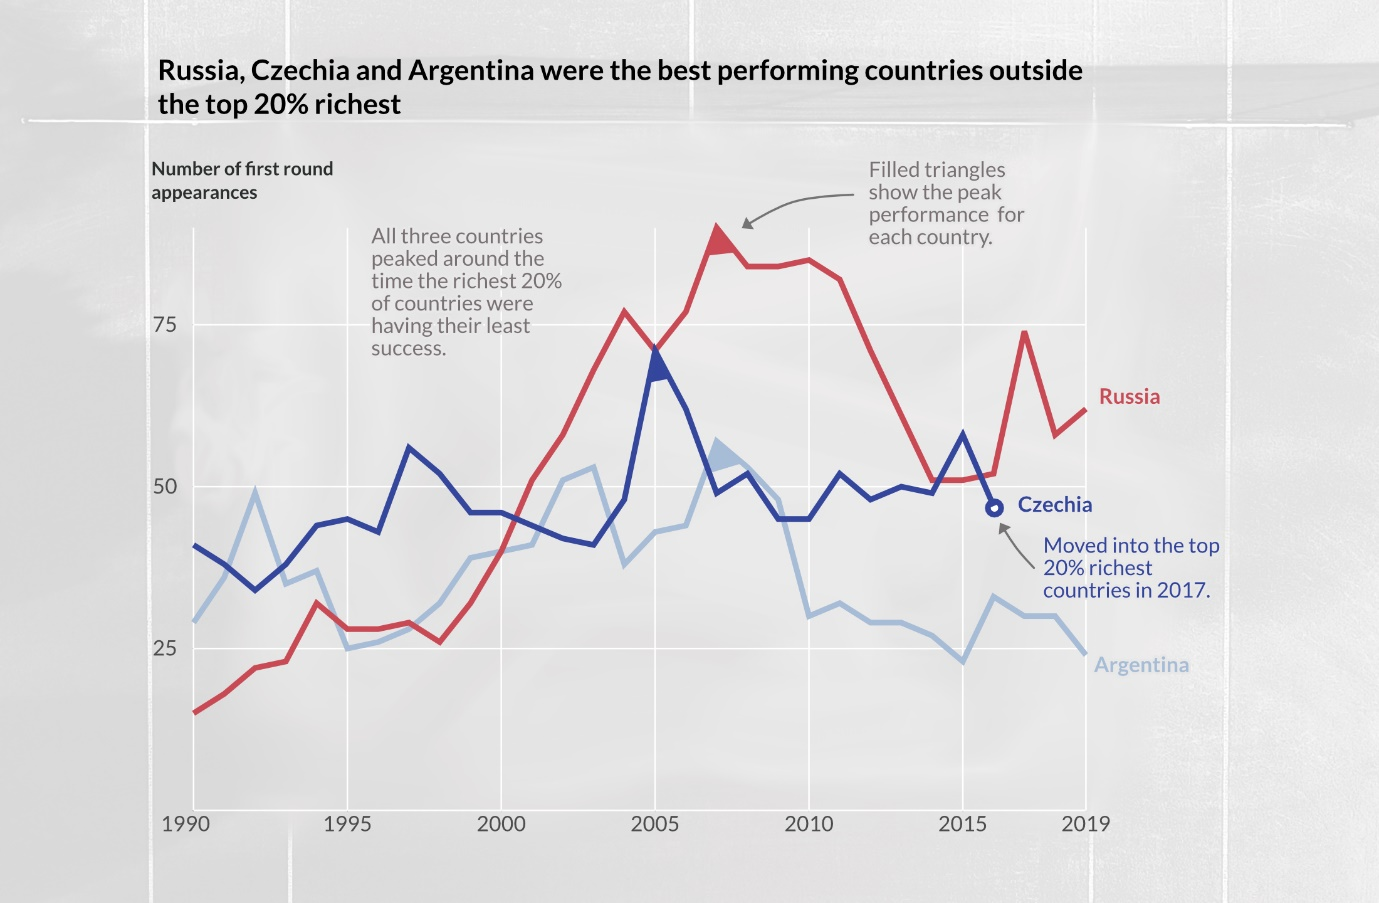 Russia, Czechia and Argentina were the best performing countries outside
the top 20% richest
Number of first round
appearances
Filled triangles
show the peak
performance for
each country.
All three countries
peaked around the
time the richest 20%
of countries were
having their least
success.
75
50
25
Russia
Czechia
Moved into the top
20% richest
countries in 2017.
Argentina
1990 1995 2000 2005 2010 2015 2019